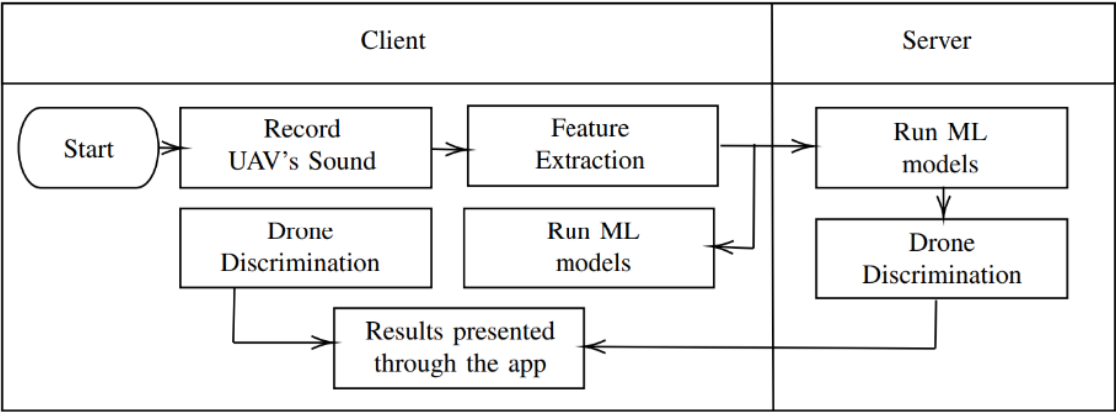 Client
Server
Start
Record
UAV's Sound
Feature
Extraction
Run ML
models
Drone
Discrimination
Run ML
models
Drone
Discrimination
Results presented
through the app